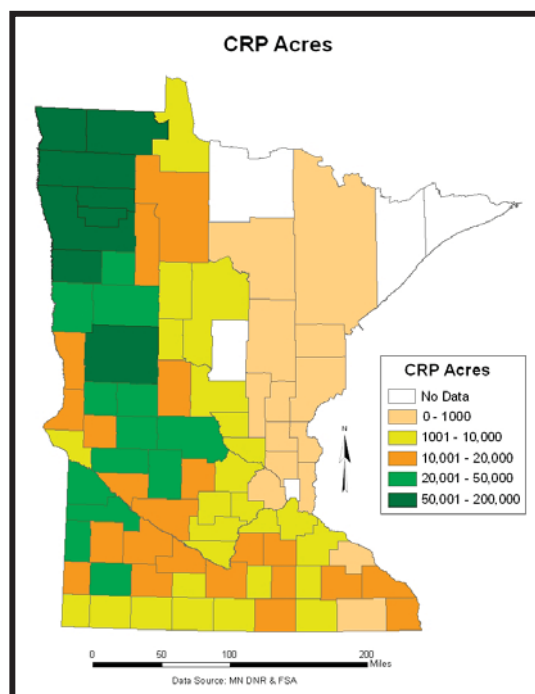 CRP Acres
CRP Acres
No Data
0 - 1000
1001 - 10,000
10,001 - 20,000
20,001 - 50,000
50,001 - 200,000
N
0 50 100 200
Miles
Data Source: MN DNR & FSA